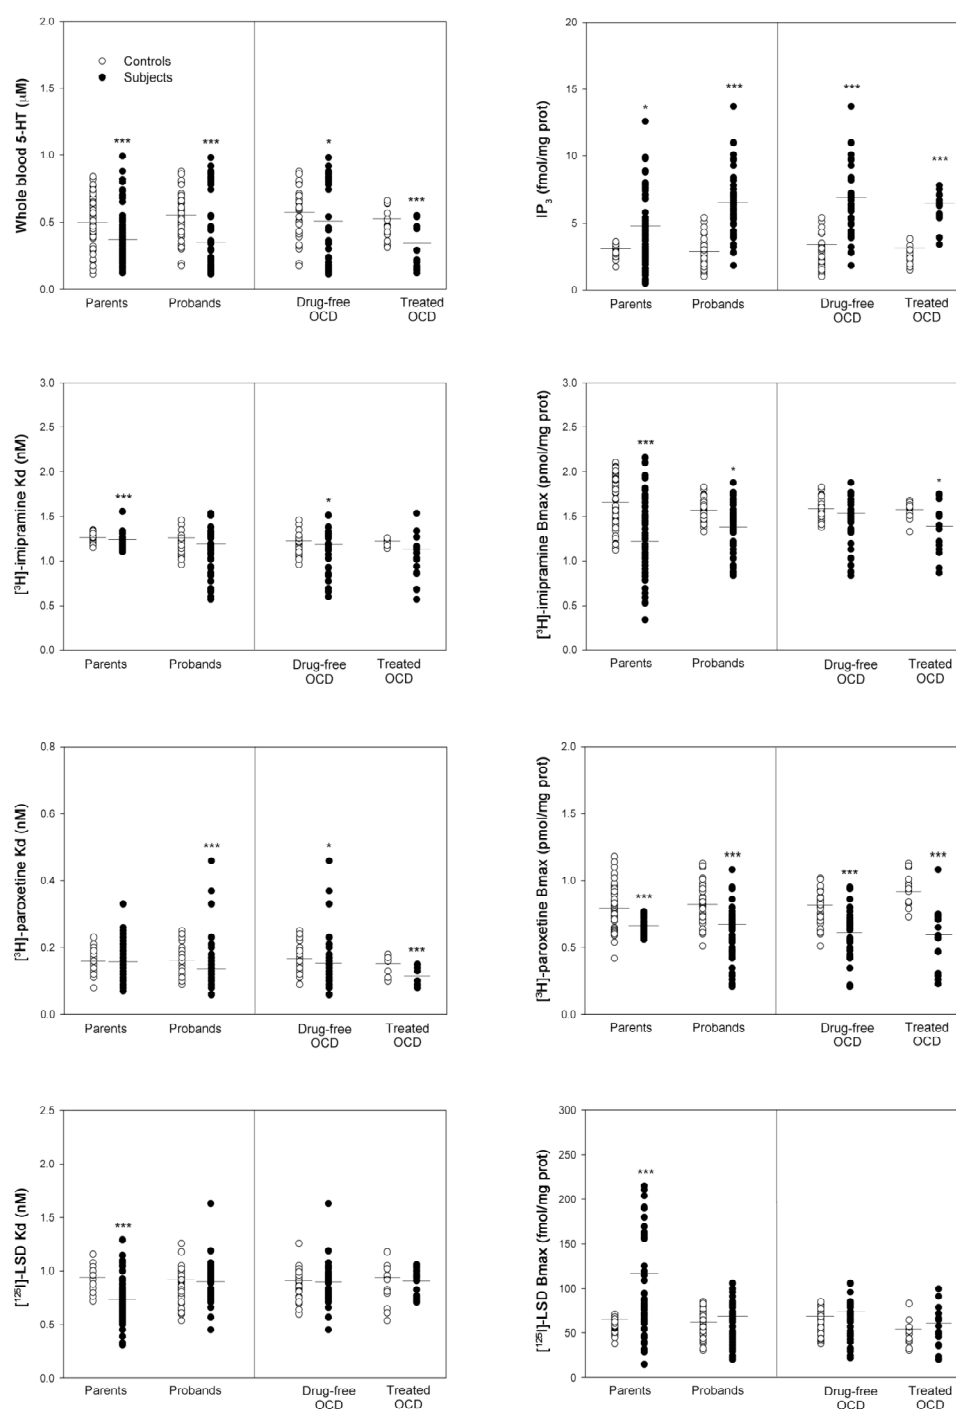 Whole blood 5-HT (µM)
2.0
1.5
1.0
0.5
0.0
Controls
Subjects
***
***
*
***
Parents
Probands
Drug-free
OCD
Treated
OCD
IP3 (fmol/mg prot)
20
15
10
5
0
*
***
***
***
Parents
Probands
Drug-free
OCD
Treated
OCD
[³H]-imipramine Kd (nM)
3.0
2.5
2.0
1.5
1.0
0.5
0.0
***
*
Parents
Probands
Drug-free
OCD
Treated
OCD
[³H]-imipramine Bmax (pmol/mg prot)
3.0
2.5
2.0
1.5
1.0
0.5
0.0
***
*
*
Parents
Probands
Drug-free
OCD
Treated
OCD
[³H]-paroxetine Kd (nM)
0.8
0.6
0.4
0.2
0.0
***
*
***
Parents
Probands
Drug-free
OCD
Treated
OCD
[³H]-paroxetine Bmax (pmol/mg prot)
2.0
1.5
1.0
0.5
0.0
***
***
***
***
Parents
Probands
Drug-free
OCD
Treated
OCD
[¹²⁵I]-LSD Kd (nM)
2.5
2.0
1.5
1.0
0.5
0.0
***
Parents
Probands
Drug-free
OCD
Treated
OCD
[¹²⁵I]-LSD Bmax (fmol/mg prot)
300
250
200
150
100
50
0
***
Parents
Probands
Drug-free
OCD
Treated
OCD